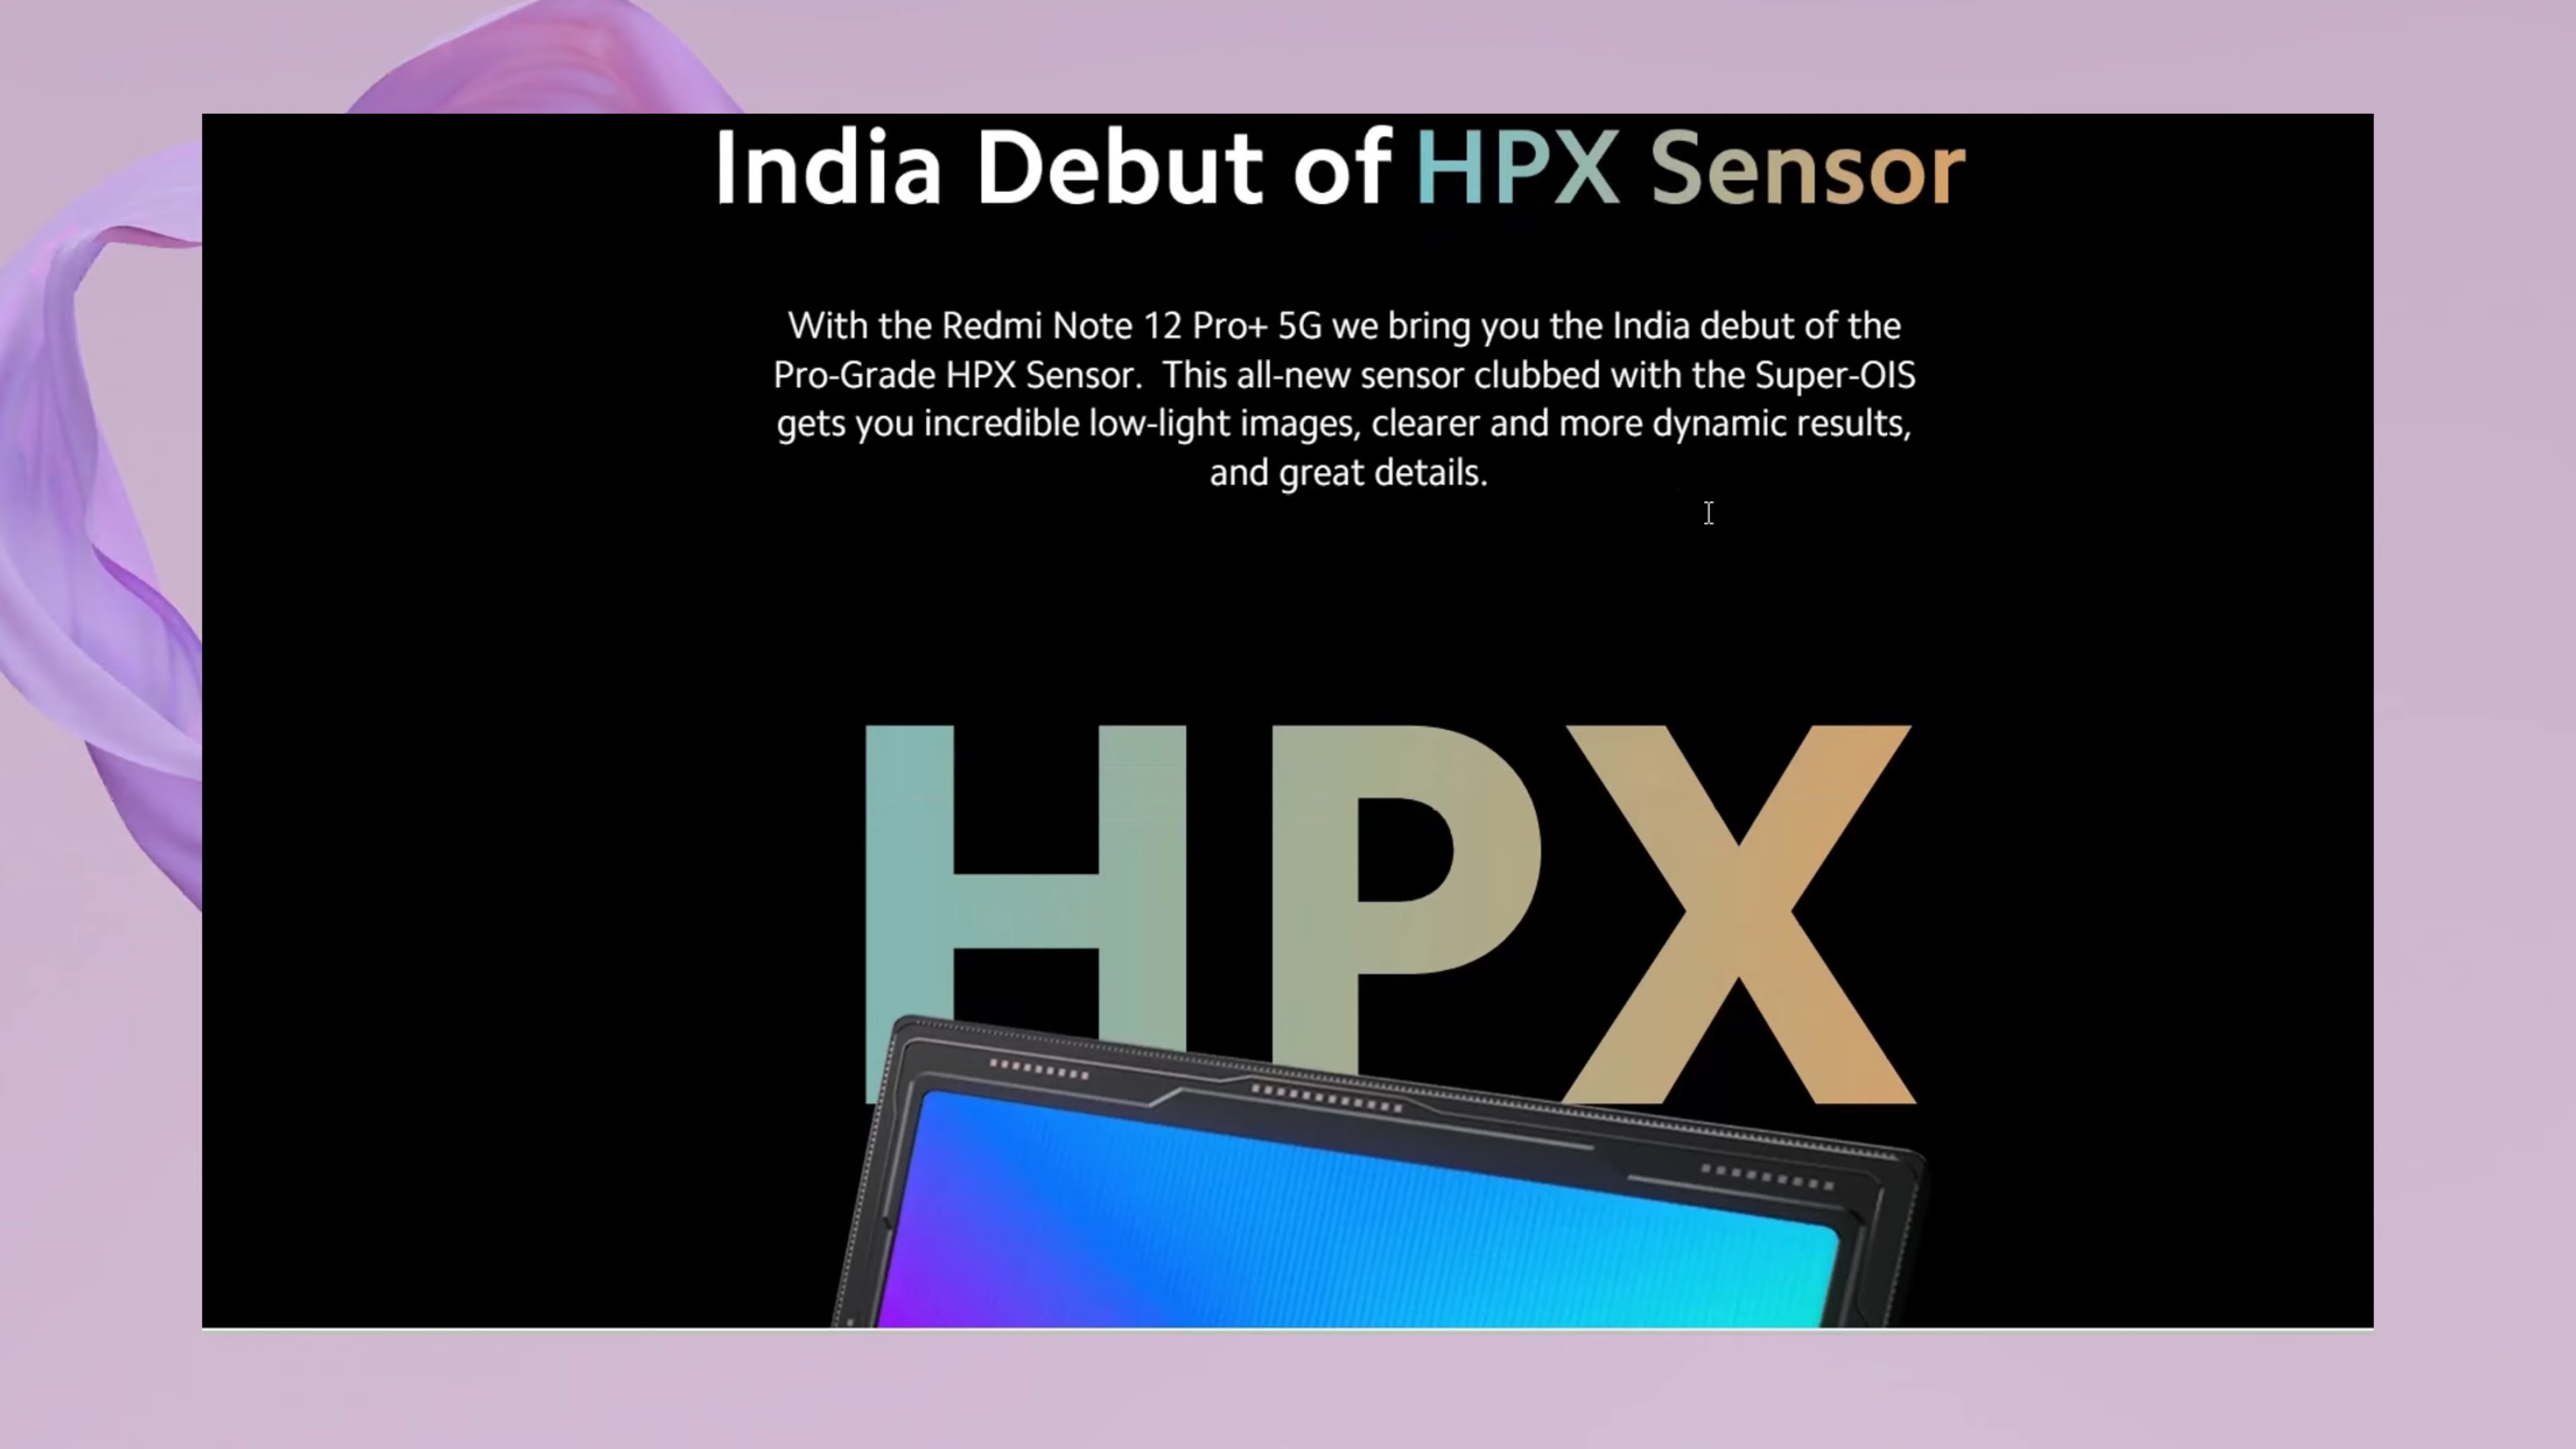 India Debut of HPX Sensor
With the Redmi Note 12 Pro+ 5G we bring you the India debut of the
Pro-Grade HPX Sensor.  This all-new sensor clubbed with the Super-OIS
gets you incredible low-light images, clearer and more dynamic results,
and great details.
HPX